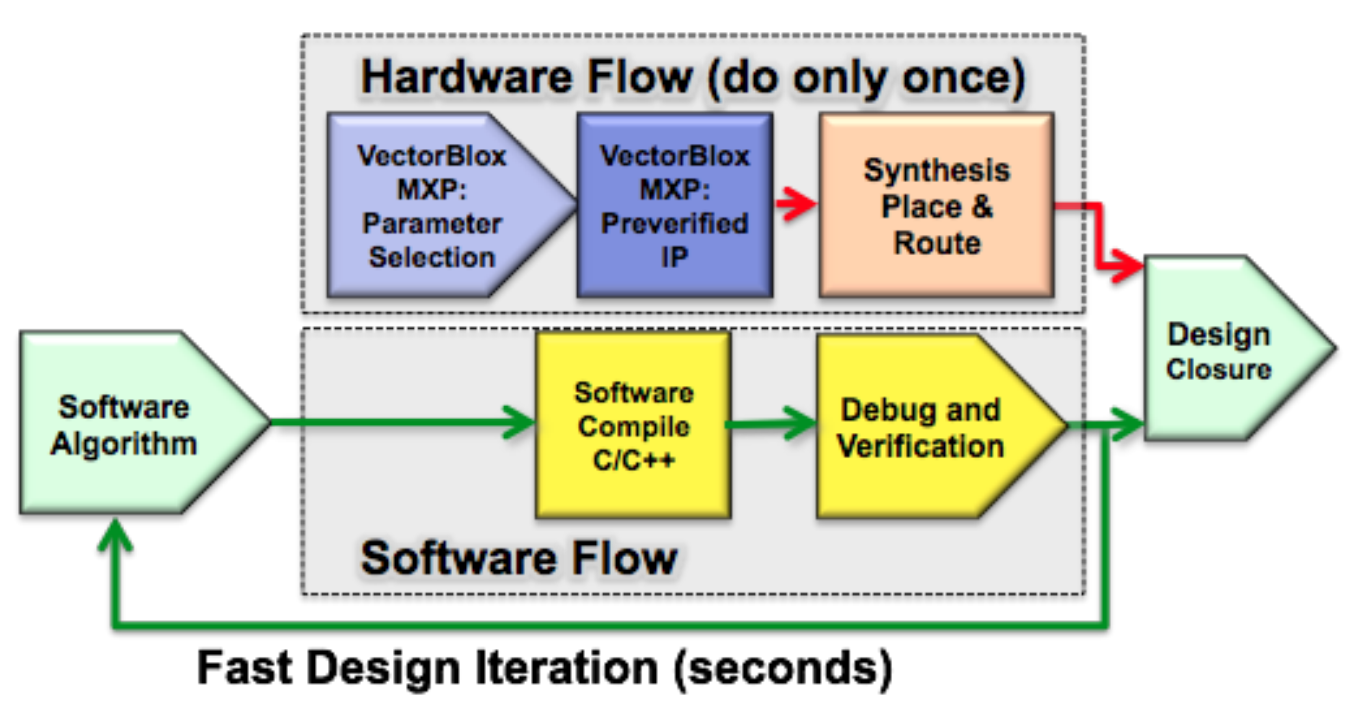 Hardware Flow (do only once)
VectorBlox
MXP:
Parameter
Selection
VectorBlox
MXP:
Preverified
IP
Synthesis
Place &
Route
Software
Algorithm
Software
Compile
C/C++
Debug and
Verification
Design
Closure
Software Flow
Fast Design Iteration (seconds)